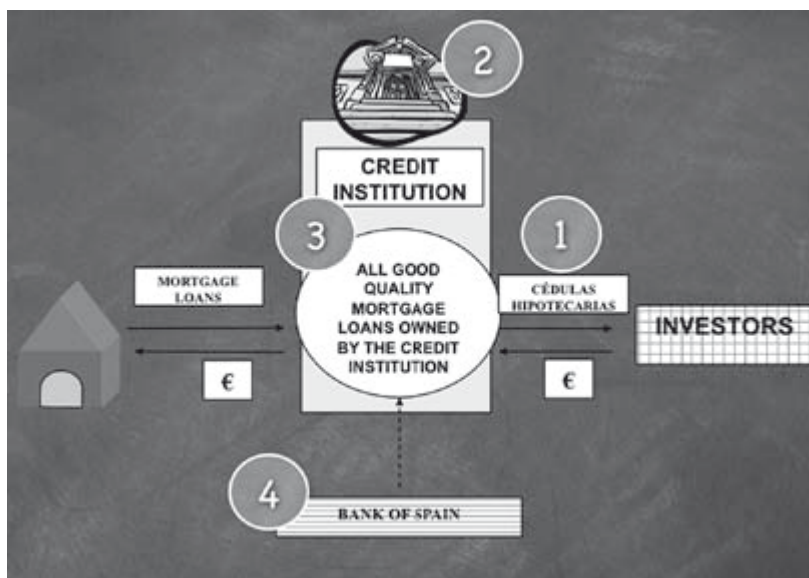 2
CREDIT
INSTITUTION
3
1
ALL GOOD
QUALITY
MORTGAGE
LOANS OWNED
BY THE CREDIT
INSTITUTION
MORTGAGE
LOANS
€
CÉDULAS
HIPOTECARIAS
€
INVESTORS
4
BANK OF SPAIN